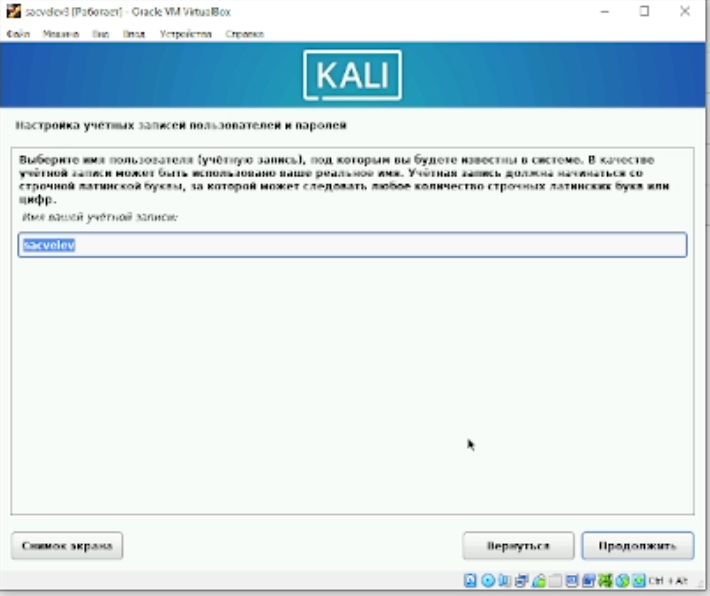 sacvelev3 [Работает] - Oracle VM VirtualBox
Файл Машина Вид Ввод Устройства Справка
KALI
Настройка учётных записей пользователей и паролей
Выберите имя пользователя (учётную запись), под которым вы будете известны в системе. В качестве
учётной записи может быть использовано ваше реальное имя. Учётная запись должна начинаться со
строчной латинской буквы, за которой может следовать любое количество строчных латинских букв или
цифр.
Имя вашей учётной записи:
sacvelev
Снимок экрана Вернуться Продолжить
Ctrl + Alt